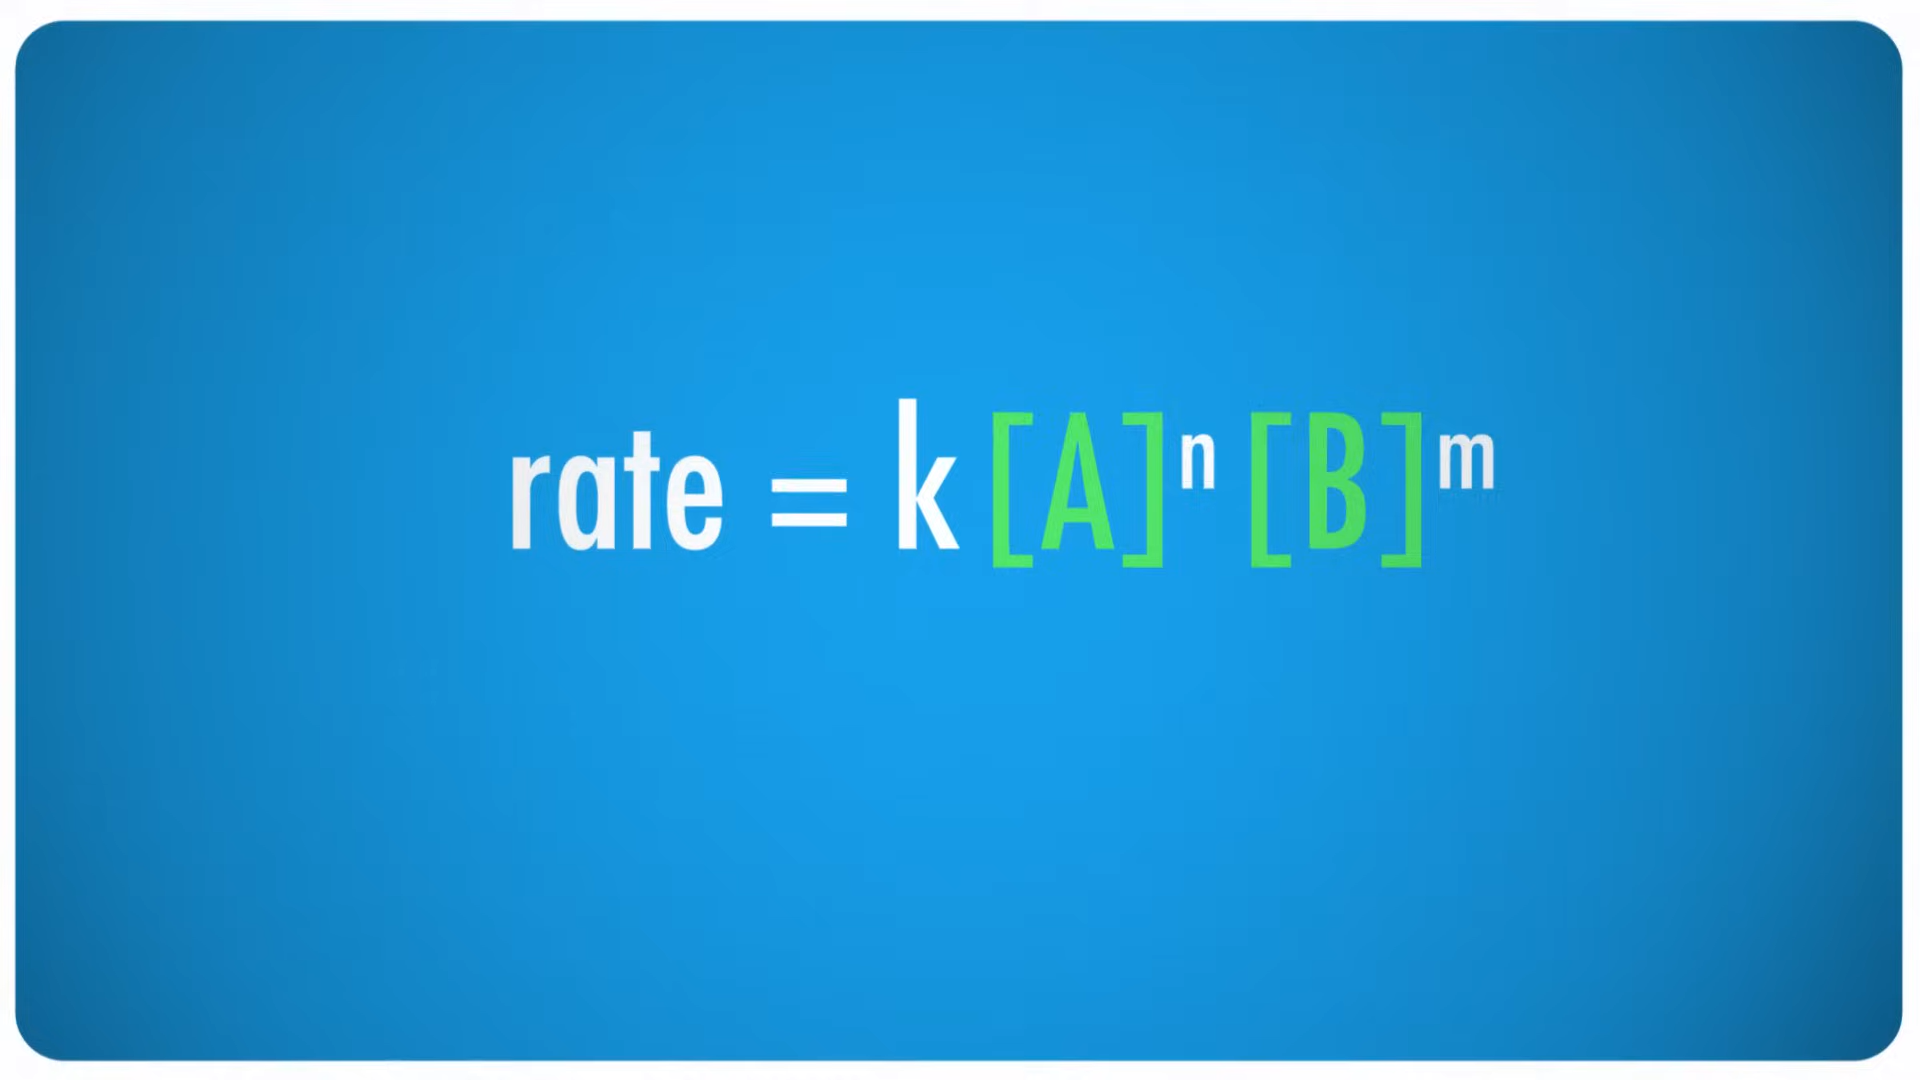 rate = k[A]ⁿ[B]ᵐ